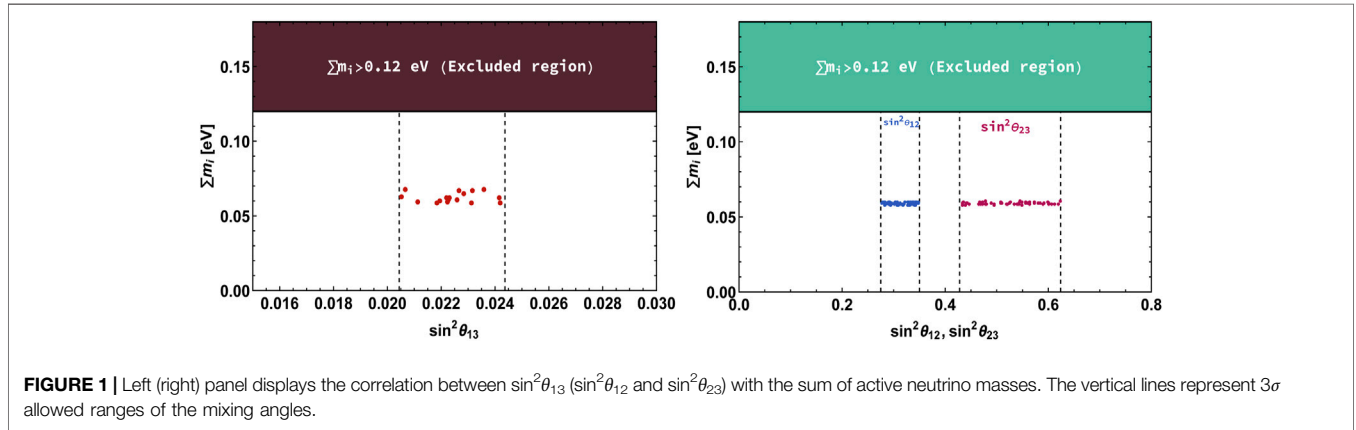 ∑mᵢ>0.12 eV (Excluded region)
0.15
0.10
0.05
0.00
∑mᵢ [eV]
0.016 0.018 0.020 0.022 0.024 0.026 0.028 0.030
sin²θ₁₃
∑mᵢ>0.12 eV (Excluded region)
sin²θ₁₂ sin²θ₂₃
0.15
0.10
0.05
0.00
∑mᵢ [eV]
0.0 0.2 0.4 0.6 0.8
sin²θ₁₂, sin²θ₂₃
FIGURE 1 | Left (right) panel displays the correlation between sin²θ₁₃ (sin²θ₁₂ and sin²θ₂₃) with the sum of active neutrino masses. The vertical lines represent 3σ
allowed ranges of the mixing angles.